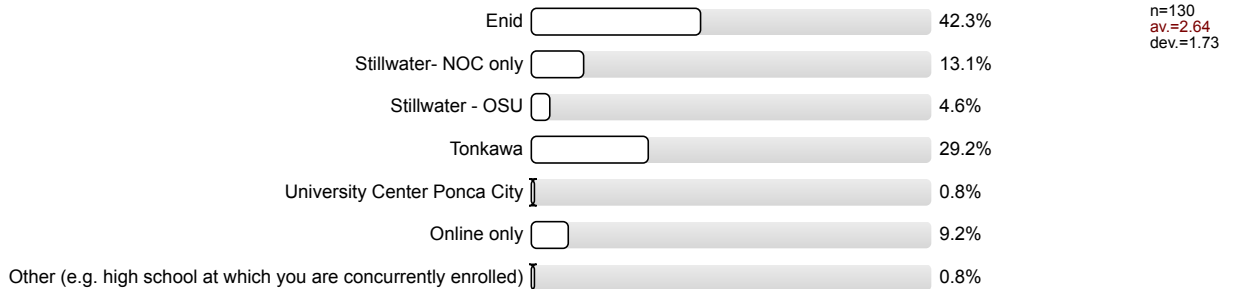 Enid 42.3%
n=130
av.=2.64
dev.=1.73
Stillwater- NOC only 13.1%
Stillwater - OSU 4.6%
Tonkawa 29.2%
University Center Ponca City 0.8%
Online only 9.2%
Other (e.g. high school at which you are concurrently enrolled) 0.8%